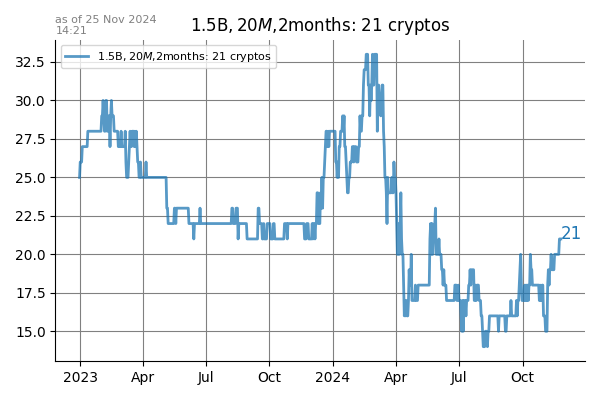 as of 25 Nov 2024
14:21
1.5B, 20M,2months: 21 cryptos
1.5B, 20M,2months: 21 cryptos
32.5
30.0
27.5
25.0
22.5
20.0
17.5
15.0
21
2023
Apr
Jul
Oct
2024
Apr
Jul
Oct